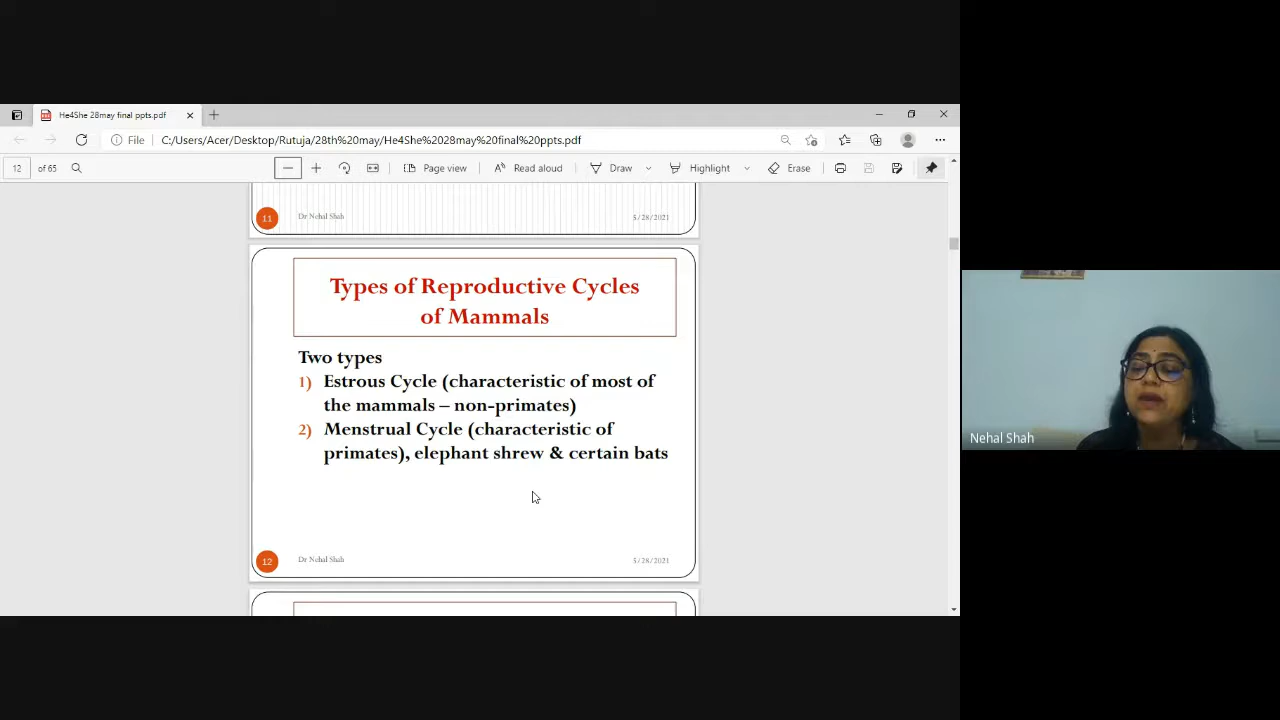 He4She 28may final ppts.pdf
File C:/Users/Acer/Desktop/Rutuja/28th%20may/He4She%2028may%20final%20ppts.pdf
12 of 65 Page view Read aloud Draw Highlight Erase
11 Dr Nehal Shah 5/28/2021
Types of Reproductive Cycles
of Mammals
Two types
1) Estrous Cycle (characteristic of most of
the mammals – non-primates)
2) Menstrual Cycle (characteristic of
primates), elephant shrew & certain bats
12 Dr Nehal Shah 5/28/2021
Nehal Shah